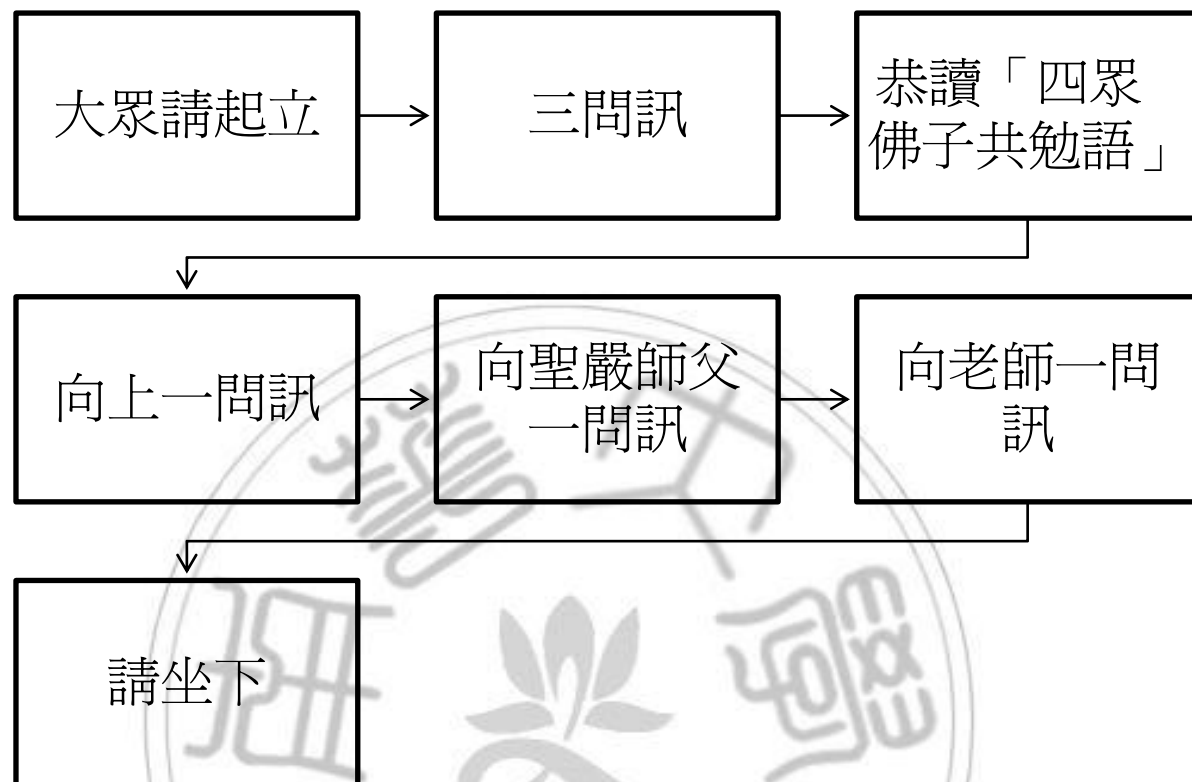 大眾請起立
三問訊
恭讀「四眾
佛子共勉語」
向上一問訊
向聖嚴師父
一問訊
向老師一問
訊
請坐下